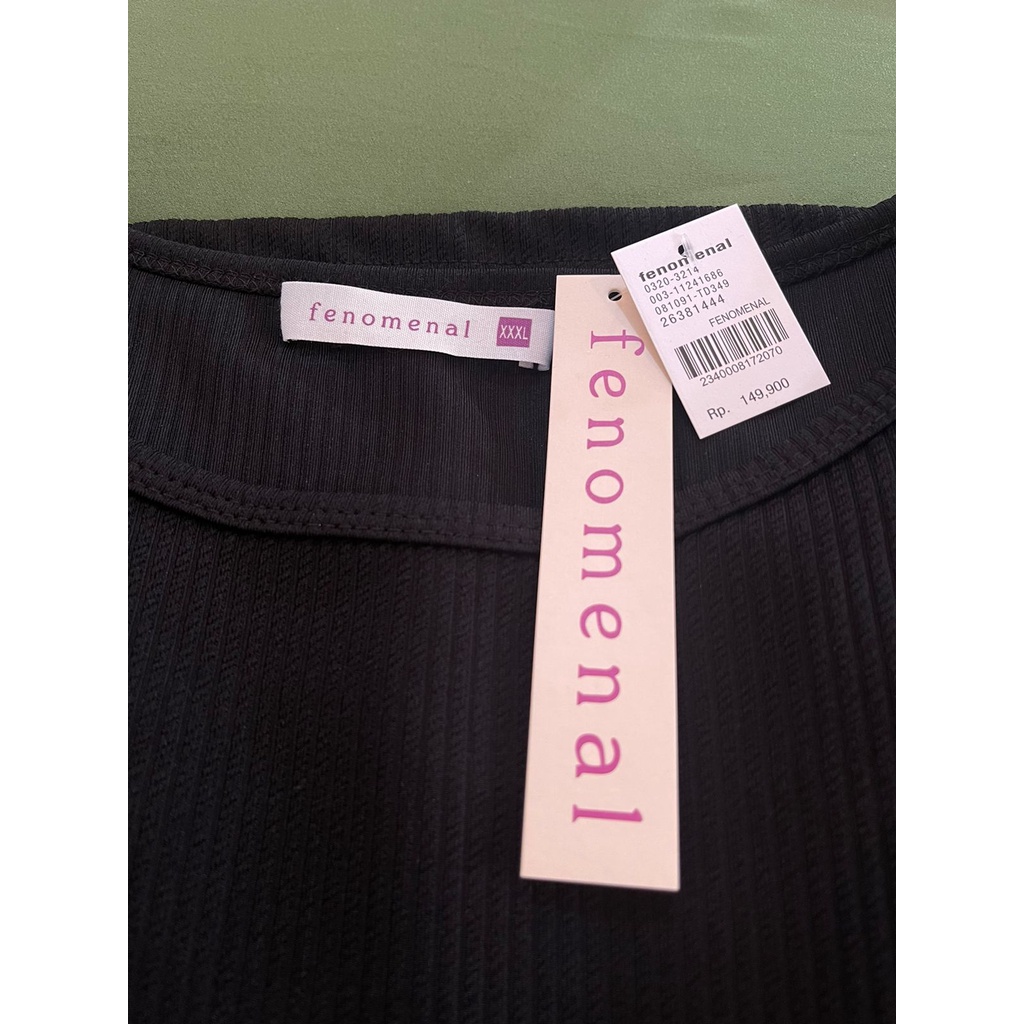 fenomenal XXXL
fenomenal
fenomenal
0320-3214
003-11241686
081091-TD349
26381444
FENOMENAL
2340008172070
Rp. 149,900